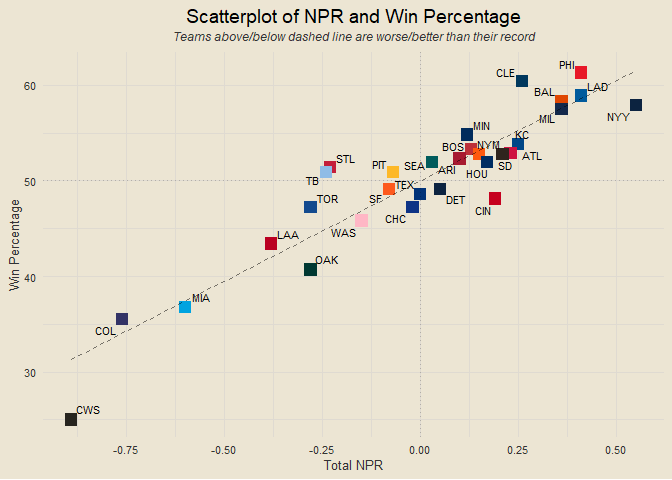 Scatterplot of NPR and Win Percentage
Teams above/below dashed line are worse/better than their record
Win Percentage
60
50
40
30
PHI
CLE
LAD
BAL
MIL
NYY
MIN
KC
BOS
NYM
ATL
STL
PIT
SEA
ARI
HOU
SD
TB
TEX
TOR
SF
DET
CIN
CHC
WAS
LAA
OAK
MIA
COL
CWS
-0.75
-0.50
-0.25
0.00
0.25
0.50
Total NPR